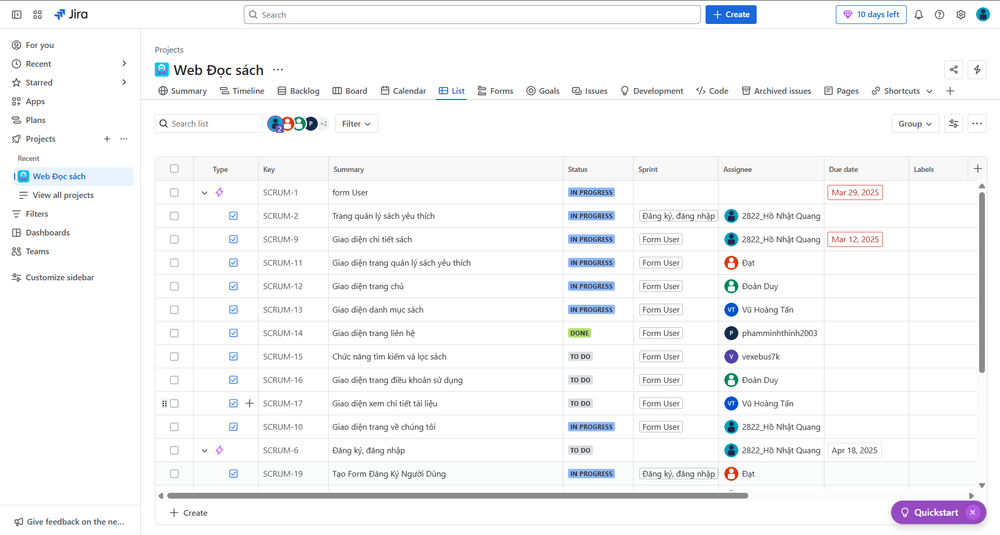 Jira
Search
Create
10 days left
For you
Recent
Starred
Apps
Plans
Projects
Recent
Web Đọc sách
View all projects
Filters
Dashboards
Teams
Customize sidebar
Give feedback on the ne...
Projects
Web Đọc sách
Summary Timeline Backlog Board Calendar List Forms Goals Issues Development Code Archived issues Pages Shortcuts
Search list 2 P +2 Filter Group
Type Key Summary Status Sprint Assignee Due date Labels
SCRUM-1 form User IN PROGRESS Mar 29, 2025
SCRUM-2 Trang quản lý sách yêu thích IN PROGRESS Đăng ký, đăng nhập 2822_Hồ Nhật Quang
SCRUM-9 Giao diện chi tiết sách IN PROGRESS Form User 2822_Hồ Nhật Quang Mar 12, 2025
SCRUM-11 Giao diện trang quản lý sách yêu thích IN PROGRESS Form User Đạt
SCRUM-12 Giao diện trang chủ IN PROGRESS Form User Đoàn Duy
SCRUM-13 Giao diện danh mục sách IN PROGRESS Form User VT Vũ Hoàng Tấn
SCRUM-14 Giao diện trang liên hệ DONE Form User P phamminhthinh2003
SCRUM-15 Chức năng tìm kiếm và lọc sách TO DO Form User V vexebus7k
SCRUM-16 Giao diện trang điều khoản sử dụng TO DO Form User Đoàn Duy
SCRUM-17 Giao diện xem chi tiết tài liệu TO DO Form User VT Vũ Hoàng Tấn
SCRUM-10 Giao diện trang về chúng tôi IN PROGRESS Form User 2822_Hồ Nhật Quang
SCRUM-6 Đăng ký, đăng nhập TO DO 2822_Hồ Nhật Quang Apr 18, 2025
SCRUM-19 Tạo Form Đăng Ký Người Dùng IN PROGRESS Đăng ký, đăng nhập Đạt
Create
Quickstart